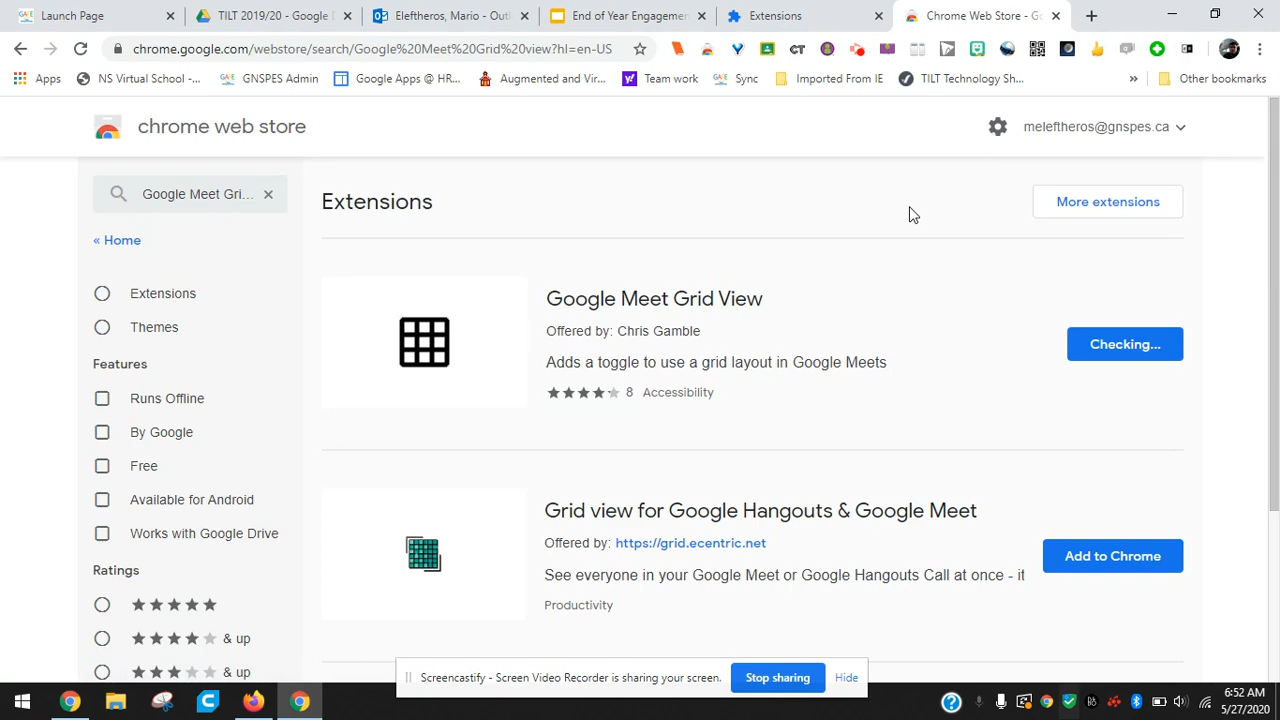 Launch Page
TILT 2019/20 - Google D
Eleftheros, Mario - Outl
End of Year Engagemen
Extensions
Chrome Web Store - Go
chrome.google.com/webstore/search/Google%20Meet%20Grid%20view?hl=en-US
Apps
NS Virtual School -...
GNSPES Admin
Google Apps @ HR...
Augmented and Vir...
Team work
Sync
Imported From IE
TILT Technology Sh...
»
Other bookmarks
chrome web store
meleftheros@gnspes.ca
Google Meet Gri...
Extensions
More extensions
« Home
Extensions
Themes
Features
Runs Offline
By Google
Free
Available for Android
Works with Google Drive
Ratings
& up
& up
Google Meet Grid View
Offered by: Chris Gamble
Adds a toggle to use a grid layout in Google Meets
8 Accessibility
Checking...
Grid view for Google Hangouts & Google Meet
Offered by: https://grid.ecentric.net
See everyone in your Google Meet or Google Hangouts Call at once - it
Productivity
Add to Chrome
Screencastify - Screen Video Recorder is sharing your screen.
Stop sharing
Hide
6:52 AM
5/27/2020